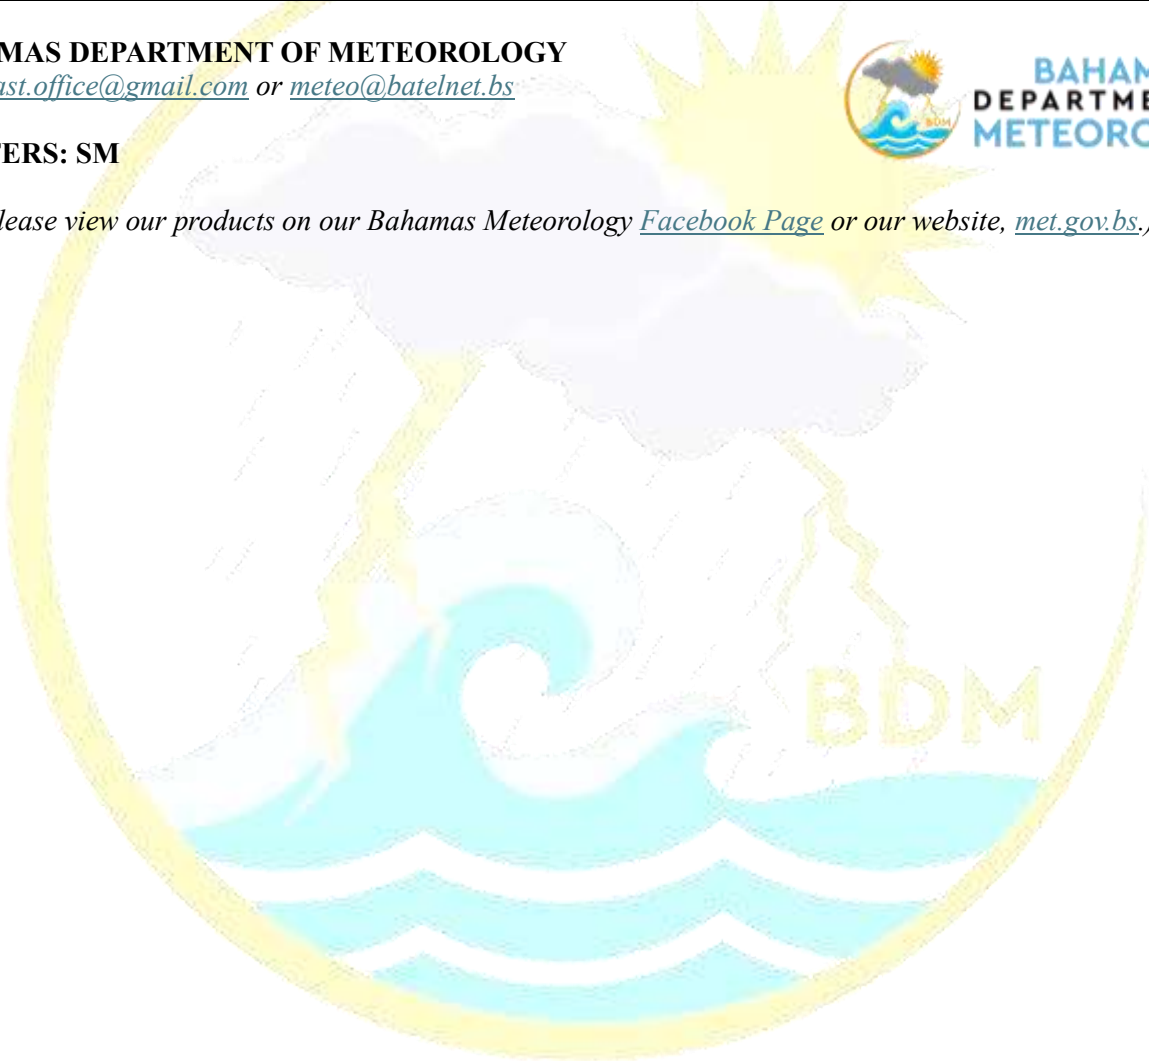 MAS DEPARTMENT OF METEOROLOGY
ast.office@gmail.com or meteo@batelnet.bs
TERS: SM
lease view our products on our Bahamas Meteorology Facebook Page or our website, met.gov.bs.)
BDM
BAHAM
DEPARTME
METEORO
BDM